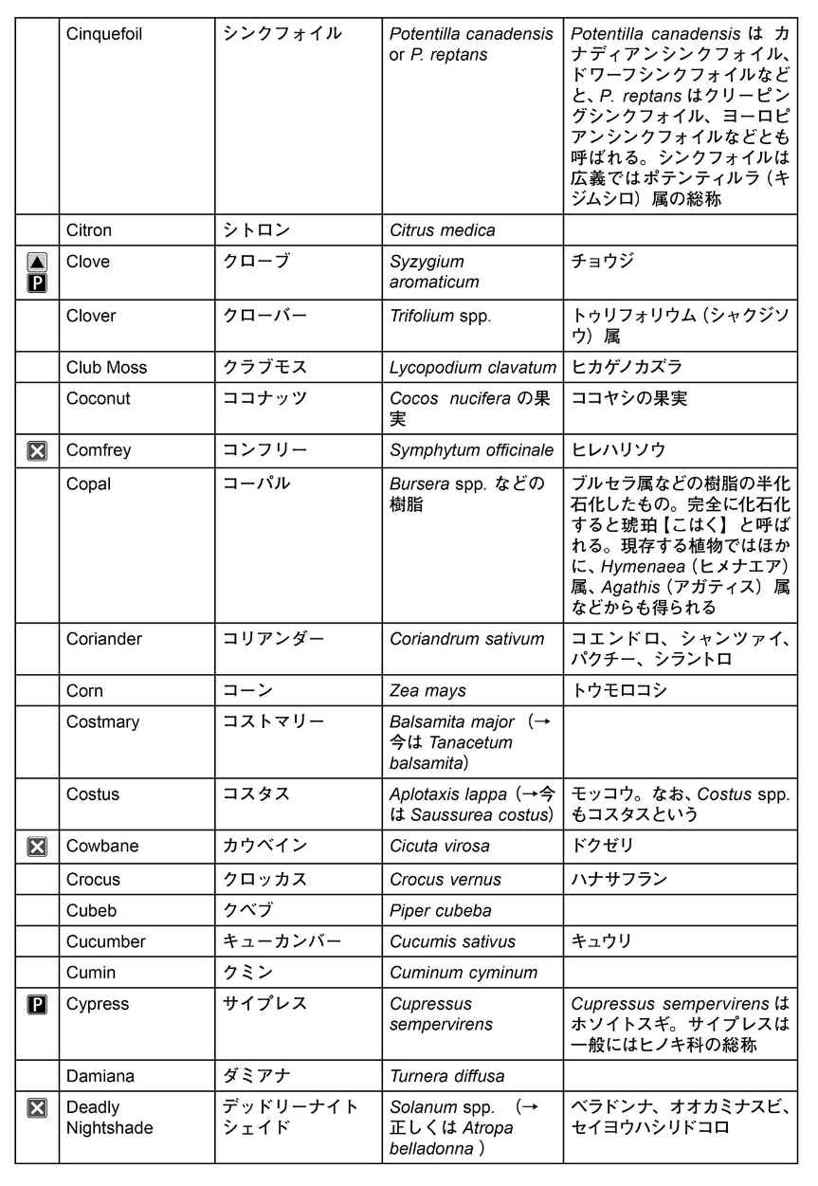 Cinquefoil シンクフォイル Potentilla canadensis or P. reptans Potentilla canadensis は カナディアンシンクフォイル、ドワーフシンクフォイルなどと、P. reptans はクリーピングシンクフォイル、ヨーロピアンシンクフォイルなどとも呼ばれる。シンクフォイルは広義ではポテンティルラ（キジムシロ）属の総称
Citron シトロン Citrus medica
▲ P Clove クローブ Syzygium aromaticum チョウジ
Clover クローバー Trifolium spp. トゥリフォリウム（シャクジソウ）属
Club Moss クラブモス Lycopodium clavatum ヒカゲノカズラ
Coconut ココナッツ Cocos nucifera の果実 ココヤシの果実
X Comfrey コンフリー Symphytum officinale ヒレハリソウ
Copal コーパル Bursera spp. などの樹脂 ブルセラ属などの樹脂の半化石化したもの。完全に化石化すると琥珀【こはく】と呼ばれる。現存する植物ではほかに、Hymenaea（ヒメナエア）属、Agathis（アガティス）属などからも得られる
Coriander コリアンダー Coriandrum sativum コエンドロ、シャンツァイ、パクチー、シラントロ
Corn コーン Zea mays トウモロコシ
Costmary コストマリー Balsamita major （→今は Tanacetum balsamita）
Costus コスタス Aplotaxis lappa（→今は Saussurea costus） モッコウ。なお、Costus spp. もコスタスという
X Cowbane カウベイン Cicuta virosa ドクゼリ
Crocus クロッカス Crocus vernus ハナサフラン
Cubeb クベブ Piper cubeba
Cucumber キューカンバー Cucumis sativus キュウリ
Cumin クミン Cuminum cyminum
P Cypress サイプレス Cupressus sempervirens Cupressus sempervirens はホソイトスギ。サイプレスは一般にはヒノキ科の総称
Damiana ダミアナ Turnera diffusa
X Deadly Nightshade デッドリーナイトシェイド Solanum spp. （→正しくは Atropa belladonna ） ベラドンナ、オオカミナスビ、セイヨウハシリドコロ